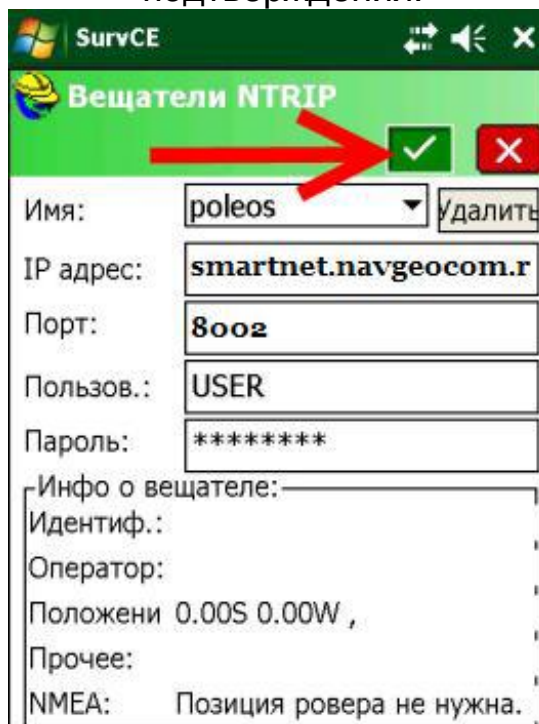 подтверждения.
SurvCE
Вещатели NTRIP
Имя: poleos Удалить
IP адрес: smartnet.navgeocom.r
Порт: 8002
Пользов.: USER
Пароль: ********
Инфо о вещателе:
Идентиф.:
Оператор:
Положени 0.00S 0.00W ,
Прочее:
NMEA: Позиция ровера не нужна.